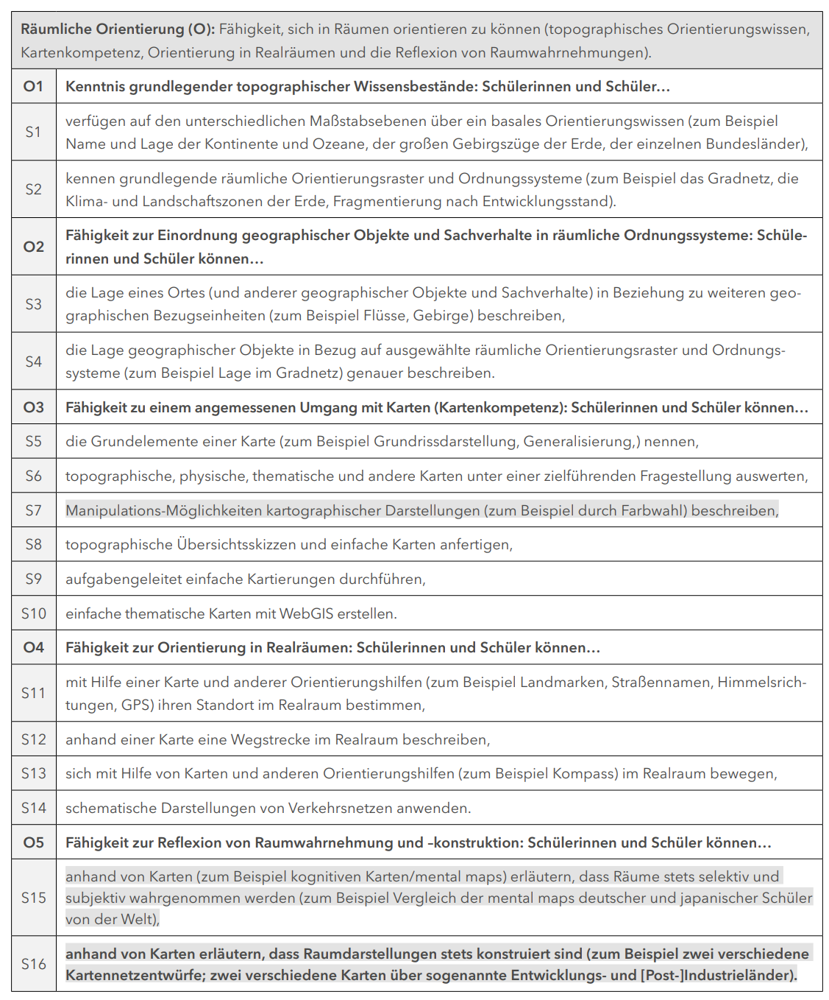 Räumliche Orientierung (O): Fähigkeit, sich in Räumen orientieren zu können (topographisches Orientierungswissen,
Kartenkompetenz, Orientierung in Realräumen und die Reflexion von Raumwahrnehmungen).
O1 Kenntnis grundlegender topographischer Wissensbestände: Schülerinnen und Schüler…
S1 verfügen auf den unterschiedlichen Maßstabsebenen über ein basales Orientierungswissen (zum Beispiel
Name und Lage der Kontinente und Ozeane, der großen Gebirgszüge der Erde, der einzelnen Bundesländer),
S2 kennen grundlegende räumliche Orientierungsraster und Ordnungssysteme (zum Beispiel das Gradnetz, die
Klima- und Landschaftszonen der Erde, Fragmentierung nach Entwicklungsstand).
O2 Fähigkeit zur Einordnung geographischer Objekte und Sachverhalte in räumliche Ordnungssysteme: Schüle-
rinnen und Schüler können…
S3 die Lage eines Ortes (und anderer geographischer Objekte und Sachverhalte) in Beziehung zu weiteren geo-
graphischen Bezugseinheiten (zum Beispiel Flüsse, Gebirge) beschreiben,
S4 die Lage geographischer Objekte in Bezug auf ausgewählte räumliche Orientierungsraster und Ordnungs-
systeme (zum Beispiel Lage im Gradnetz) genauer beschreiben.
O3 Fähigkeit zu einem angemessenen Umgang mit Karten (Kartenkompetenz): Schülerinnen und Schüler können…
S5 die Grundelemente einer Karte (zum Beispiel Grundrissdarstellung, Generalisierung,) nennen,
S6 topographische, physische, thematische und andere Karten unter einer zielführenden Fragestellung auswerten,
S7 Manipulations-Möglichkeiten kartographischer Darstellungen (zum Beispiel durch Farbwahl) beschreiben,
S8 topographische Übersichtsskizzen und einfache Karten anfertigen,
S9 aufgabengeleitet einfache Kartierungen durchführen,
S10 einfache thematische Karten mit WebGIS erstellen.
O4 Fähigkeit zur Orientierung in Realräumen: Schülerinnen und Schüler können…
S11 mit Hilfe einer Karte und anderer Orientierungshilfen (zum Beispiel Landmarken, Straßennamen, Himmelsrich-
tungen, GPS) ihren Standort im Realraum bestimmen,
S12 anhand einer Karte eine Wegstrecke im Realraum beschreiben,
S13 sich mit Hilfe von Karten und anderen Orientierungshilfen (zum Beispiel Kompass) im Realraum bewegen,
S14 schematische Darstellungen von Verkehrsnetzen anwenden.
O5 Fähigkeit zur Reflexion von Raumwahrnehmung und –konstruktion: Schülerinnen und Schüler können…
S15 anhand von Karten (zum Beispiel kognitiven Karten/mental maps) erläutern, dass Räume stets selektiv und
subjektiv wahrgenommen werden (zum Beispiel Vergleich der mental maps deutscher und japanischer Schüler
von der Welt),
S16 anhand von Karten erläutern, dass Raumdarstellungen stets konstruiert sind (zum Beispiel zwei verschiedene
Kartennetzentwürfe; zwei verschiedene Karten über sogenannte Entwicklungs- und [Post-]Industrieländer).